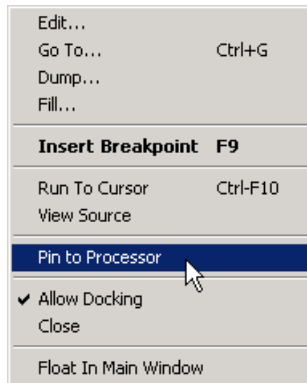 Edit...
Go To... Ctrl+G
Dump...
Fill...
Insert Breakpoint F9
Run To Cursor Ctrl-F10
View Source
Pin to Processor
Allow Docking
Close
Float In Main Window